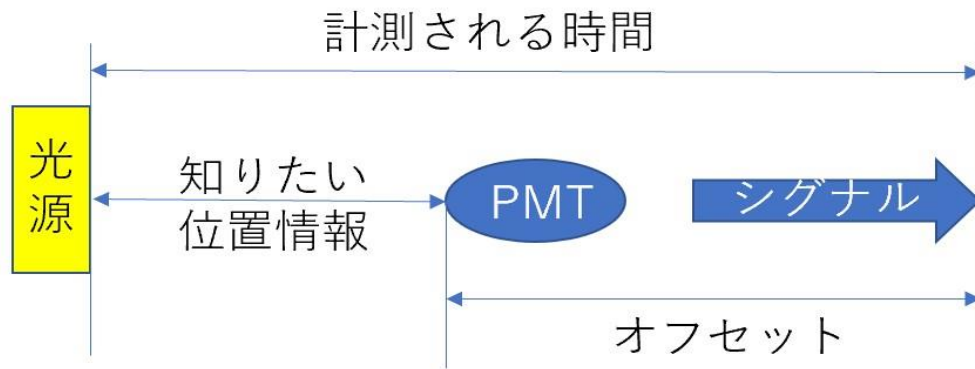 計測される時間
光源
知りたい
位置情報
PMT
シグナル
オフセット